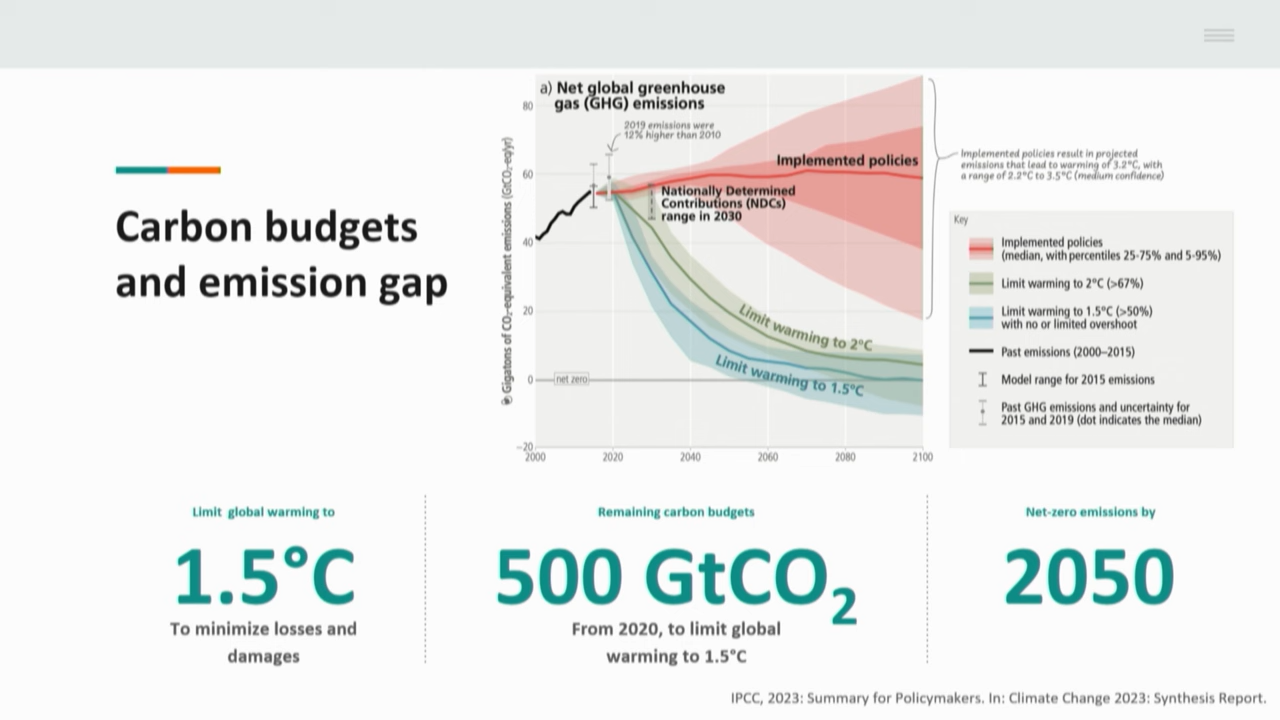 Carbon budgets
and emission gap
a) Net global greenhouse
gas (GHG) emissions
2019 emissions were
12% higher than 2010
Gigatons of CO₂-equivalent emissions (GtCO₂-eq/yr)
80
60
40
20
0
−20
net zero
2000
2020
2040
2060
2080
2100
Implemented policies
Nationally Determined
Contributions (NDCs)
range in 2030
Limit warming to 2°C
Limit warming to 1.5°C
Implemented policies result in projected
emissions that lead to warming of 3.2°C, with
a range of 2.2°C to 3.5°C (medium confidence)
Key
Implemented policies
(median, with percentiles 25-75% and 5-95%)
Limit warming to 2°C (>67%)
Limit warming to 1.5°C (>50%)
with no or limited overshoot
Past emissions (2000–2015)
Model range for 2015 emissions
Past GHG emissions and uncertainty for
2015 and 2019 (dot indicates the median)
Limit global warming to
1.5°C
To minimize losses and
damages
Remaining carbon budgets
500 GtCO₂
From 2020, to limit global
warming to 1.5°C
Net-zero emissions by
2050
IPCC, 2023: Summary for Policymakers. In: Climate Change 2023: Synthesis Report.